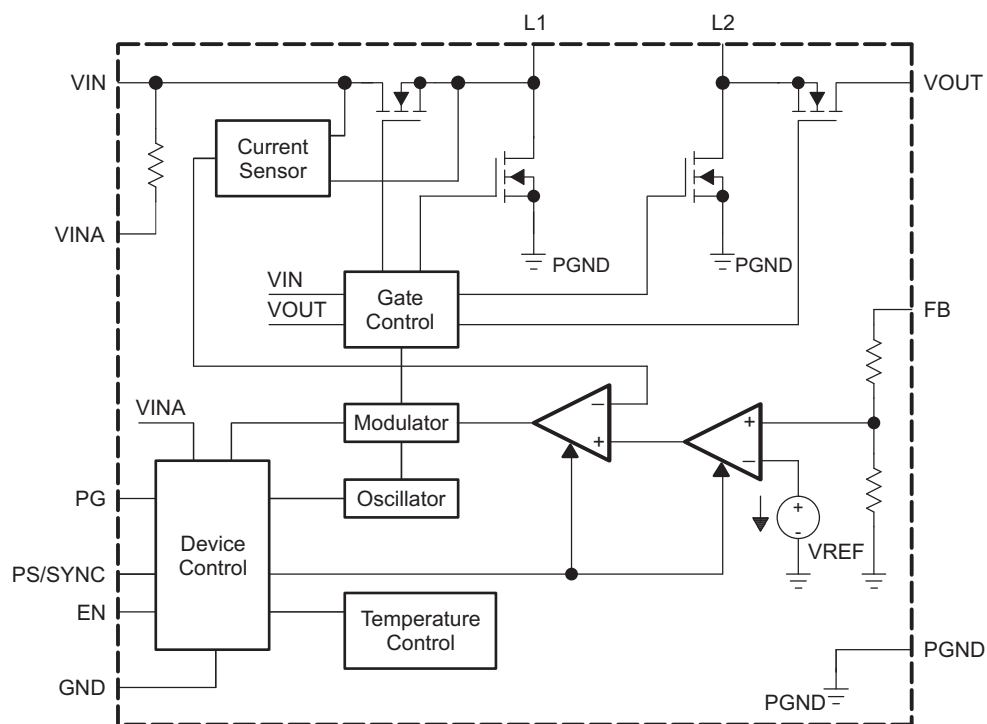 L1
L2
VIN
VOUT
Current
Sensor
VINA
PGND
PGND
VIN
VOUT
Gate
Control
FB
VINA
Modulator
−
+
+
−
PG
Oscillator
+
-
VREF
Device
Control
PS/SYNC
EN
Temperature
Control
PGND
GND
PGND